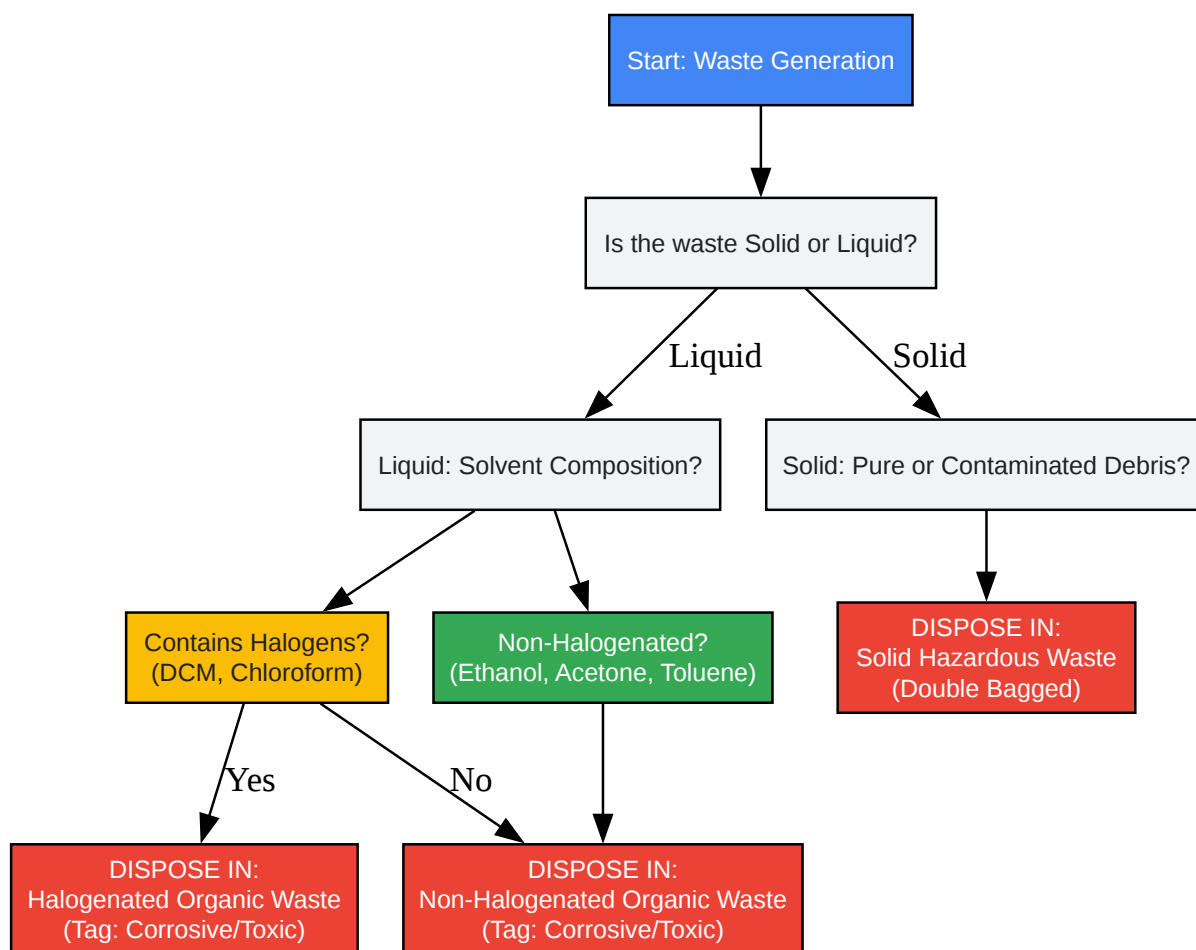 Start: Waste Generation
Is the waste Solid or Liquid?
Liquid
Solid
Liquid: Solvent Composition?
Solid: Pure or Contaminated Debris?
Contains Halogens?
(DCM, Chloroform)
Non-Halogenated?
(Ethanol, Acetone, Toluene)
DISPOSE IN:
Solid Hazardous Waste
(Double Bagged)
Yes
No
DISPOSE IN:
Halogenated Organic Waste
(Tag: Corrosive/Toxic)
DISPOSE IN:
Non-Halogenated Organic Waste
(Tag: Corrosive/Toxic)